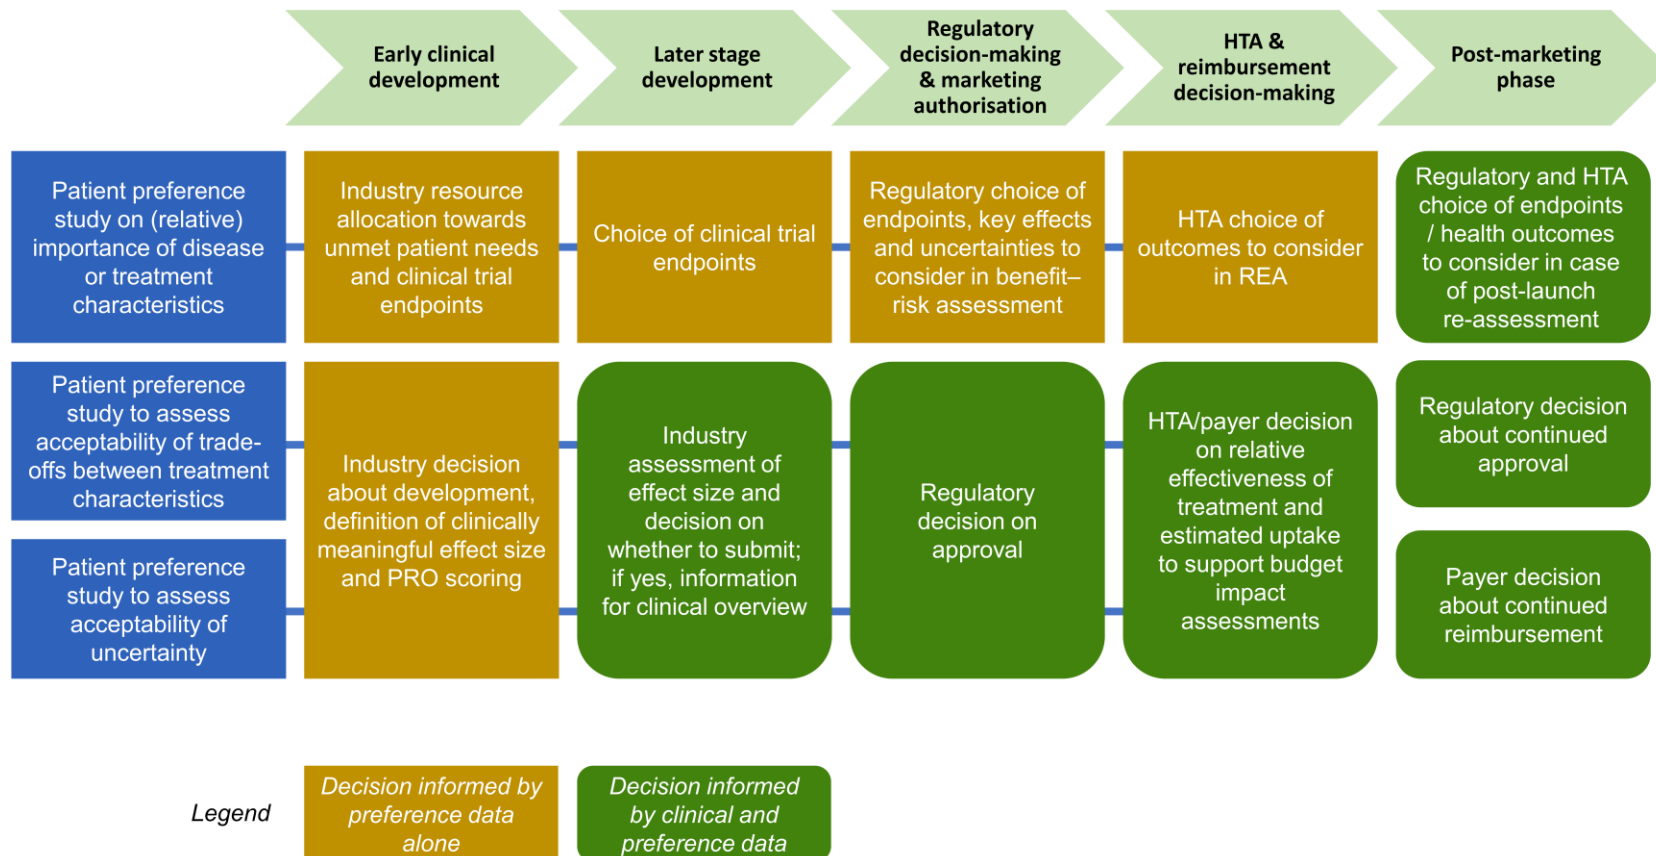 Early clinical
development
Later stage
development
Regulatory
decision-making
& marketing
authorisation
HTA &
reimbursement
decision-making
Post-marketing
phase
Patient preference
study on (relative)
importance of disease
or treatment
characteristics
Industry resource
allocation towards
unmet patient needs
and clinical trial
endpoints
Choice of clinical trial
endpoints
Regulatory choice of
endpoints, key effects
and uncertainties to
consider in benefit–
risk assessment
HTA choice of
outcomes to consider
in REA
Regulatory and HTA
choice of endpoints
/ health outcomes
to consider in case
of post-launch
re-assessment
Patient preference
study to assess
acceptability of trade-
offs between treatment
characteristics
Patient preference
study to assess
acceptability of
uncertainty
Industry decision
about development,
definition of clinically
meaningful effect size
and PRO scoring
Industry
assessment of
effect size and
decision on
whether to submit;
if yes, information
for clinical overview
Regulatory
decision on
approval
HTA/payer decision
on relative
effectiveness of
treatment and
estimated uptake
to support budget
impact
assessments
Regulatory decision
about continued
approval
Payer decision
about continued
reimbursement
Legend
Decision informed by
preference data
alone
Decision informed
by clinical and
preference data